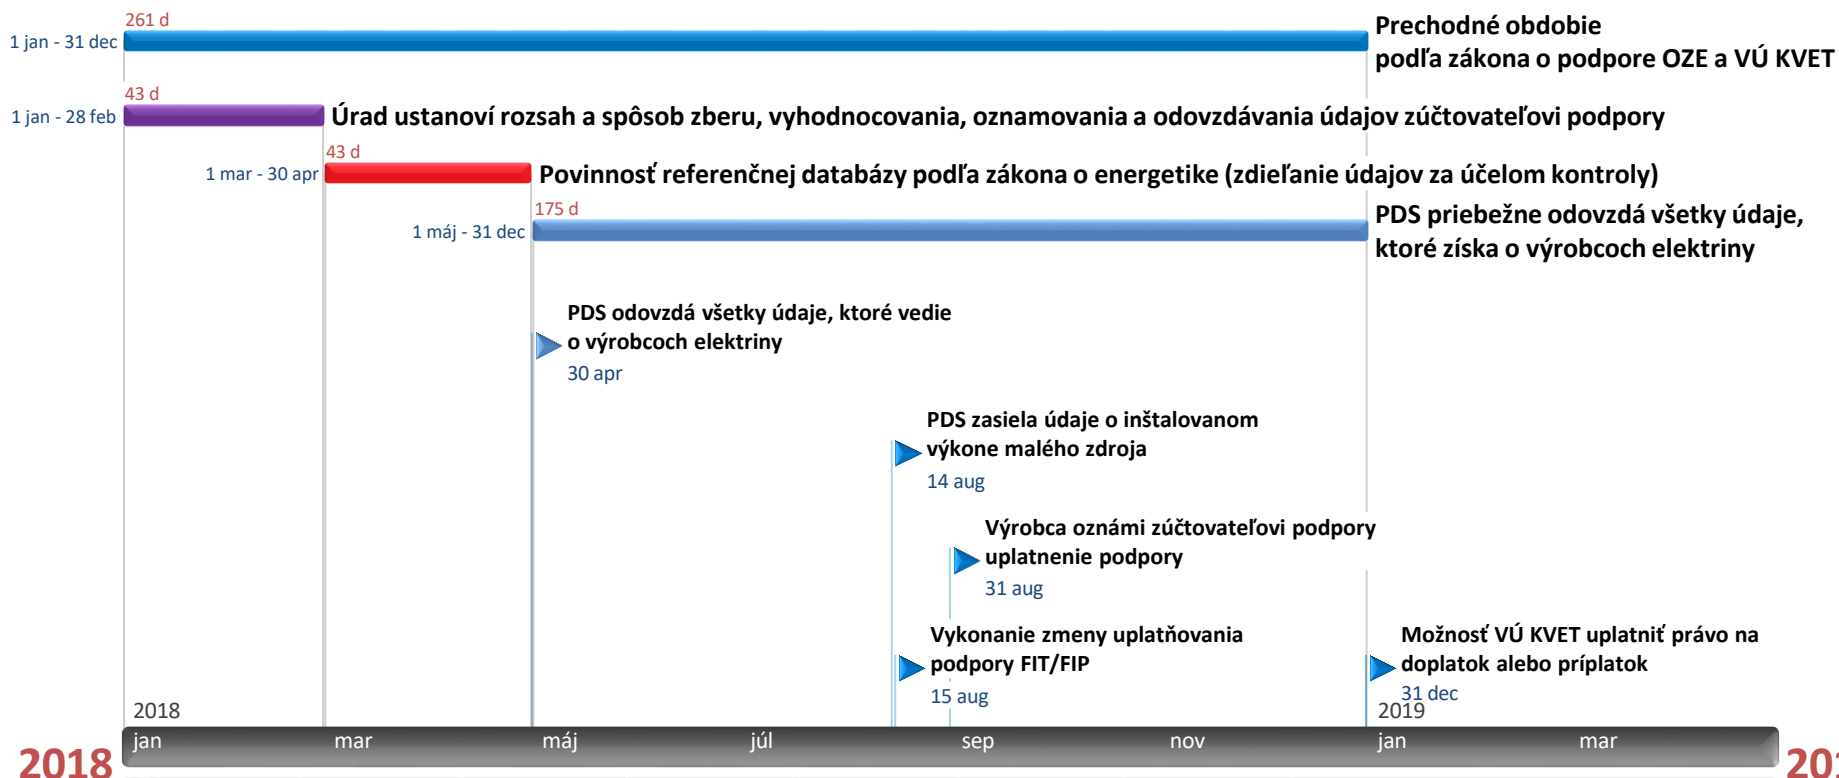 261 d
1 jan - 31 dec
Prechodné obdobie
podľa zákona o podpore OZE a VÚ KVET
43 d
1 jan - 28 feb
Úrad ustanoví rozsah a spôsob zberu, vyhodnocovania, oznamovania a odovzdávania údajov zúčtovateľovi podpory
43 d
1 mar - 30 apr
Povinnosť referenčnej databázy podľa zákona o energetike (zdieľanie údajov za účelom kontroly)
175 d
1 máj - 31 dec
PDS priebežne odovzdá všetky údaje,
ktoré získa o výrobcoch elektriny
PDS odovzdá všetky údaje, ktoré vedie
o výrobcoch elektriny
30 apr
PDS zasiela údaje o inštalovanom
výkone malého zdroja
14 aug
Výrobca oznámi zúčtovateľovi podpory
uplatnenie podpory
31 aug
Vykonanie zmeny uplatňovania
podpory FIT/FIP
15 aug
Možnosť VÚ KVET uplatniť právo na
doplatok alebo príplatok
31 dec
2018
2019
jan mar máj júl sep nov jan mar
2018